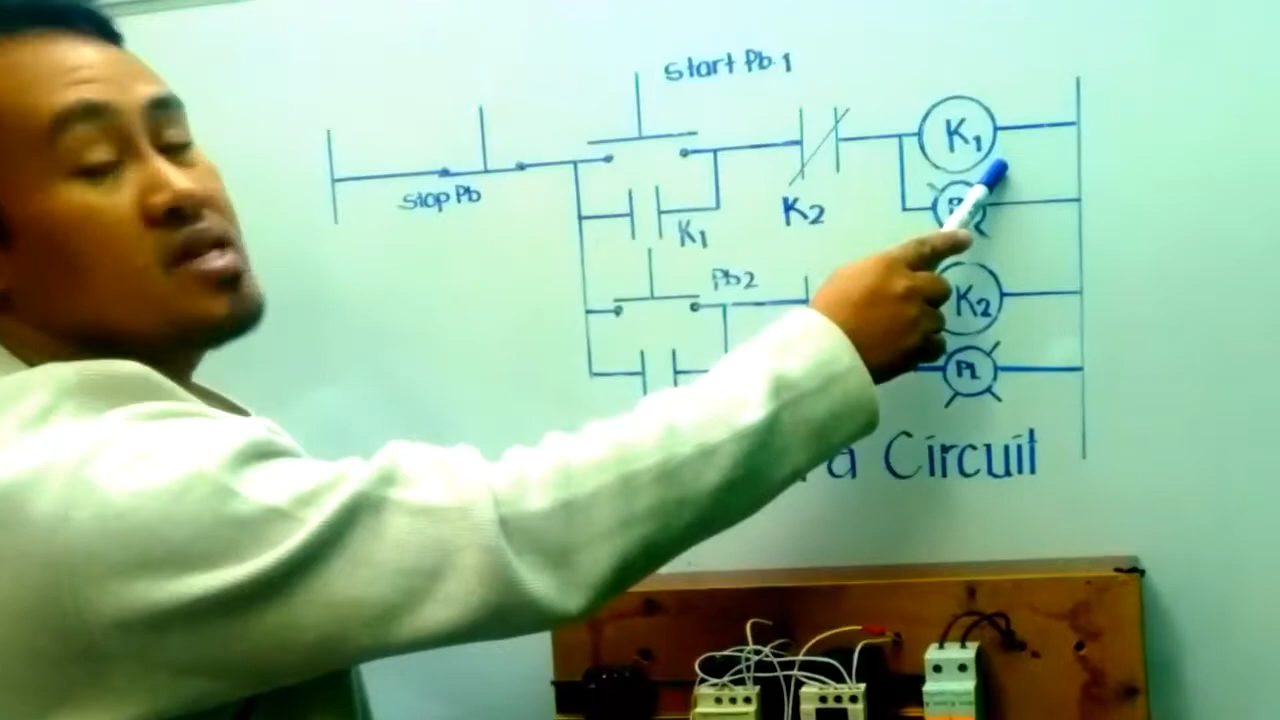 Start Pb.1
K1
Stop Pb
K2
K1
Pb2
K2
PL
a Circuit